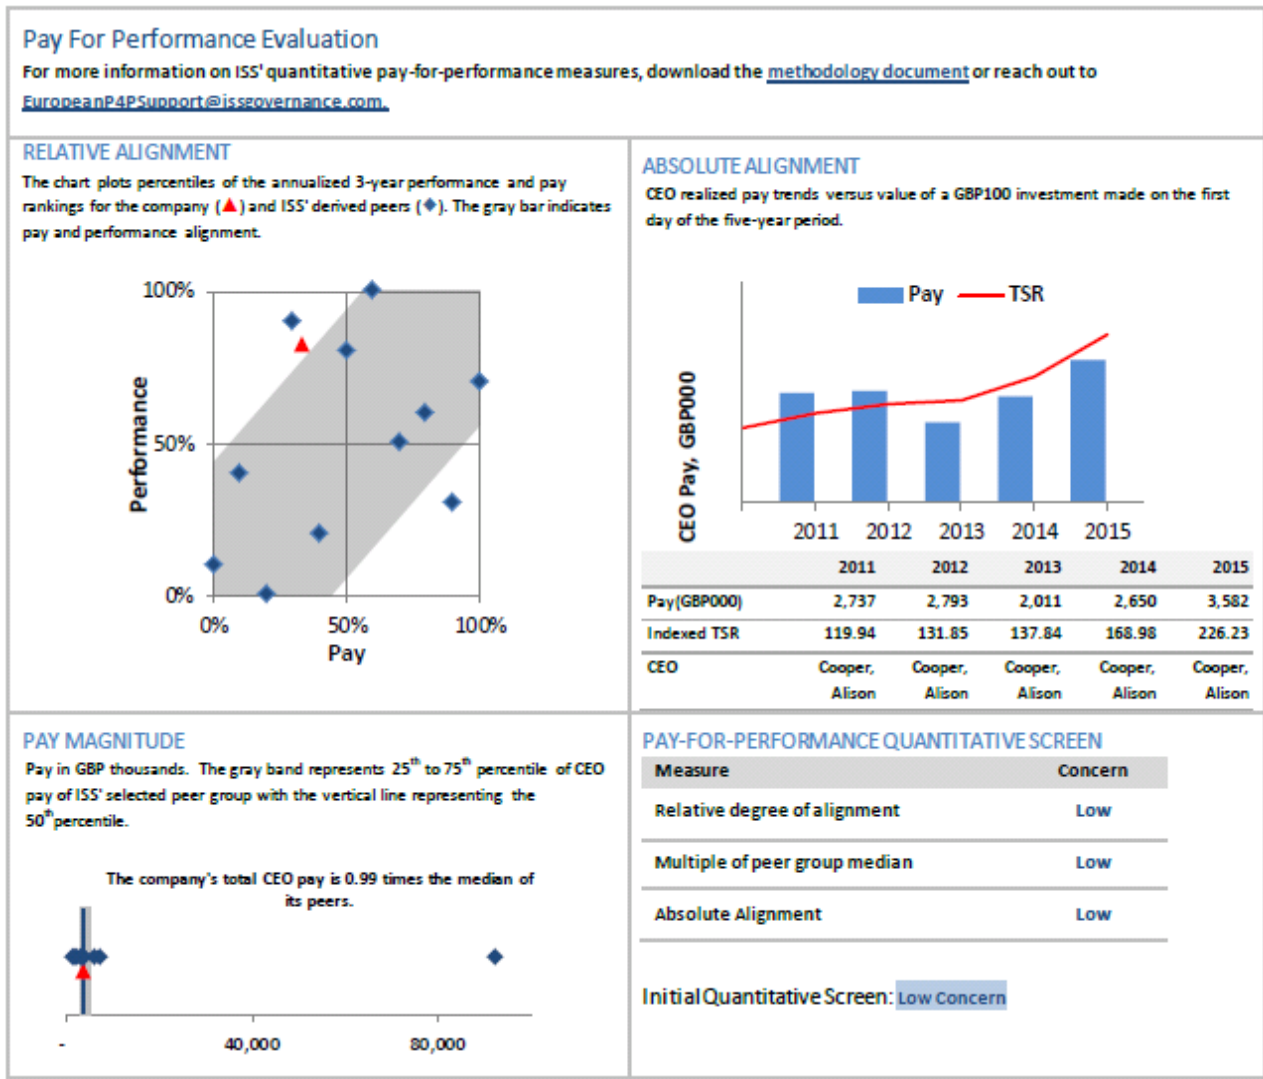 Pay For Performance Evaluation
For more information on ISS' quantitative pay-for-performance measures, download the methodology document or reach out to
EuropeanP4PSupport@issgovernance.com.
RELATIVE ALIGNMENT
The chart plots percentiles of the annualized 3-year performance and pay
rankings for the company (▲) and ISS' derived peers (◆). The gray bar indicates
pay and performance alignment.
100%
50%
0%
Performance
0% 50% 100%
Pay
ABSOLUTE ALIGNMENT
CEO realized pay trends versus value of a GBP100 investment made on the first
day of the five-year period.
Pay TSR
CEO Pay, GBP000
2011 2012 2013 2014 2015
2011 2012 2013 2014 2015
Pay(GBP000) 2,737 2,793 2,011 2,650 3,582
Indexed TSR 119.94 131.85 137.84 168.98 226.23
CEO Cooper, Cooper, Cooper, Cooper, Cooper,
Alison Alison Alison Alison Alison
PAY MAGNITUDE
Pay in GBP thousands. The gray band represents 25th to 75th percentile of CEO
pay of ISS' selected peer group with the vertical line representing the
50th percentile.
The company's total CEO pay is 0.99 times the median of
its peers.
- 40,000 80,000
PAY-FOR-PERFORMANCE QUANTITATIVE SCREEN
Measure Concern
Relative degree of alignment Low
Multiple of peer group median Low
Absolute Alignment Low
Initial Quantitative Screen: Low Concern